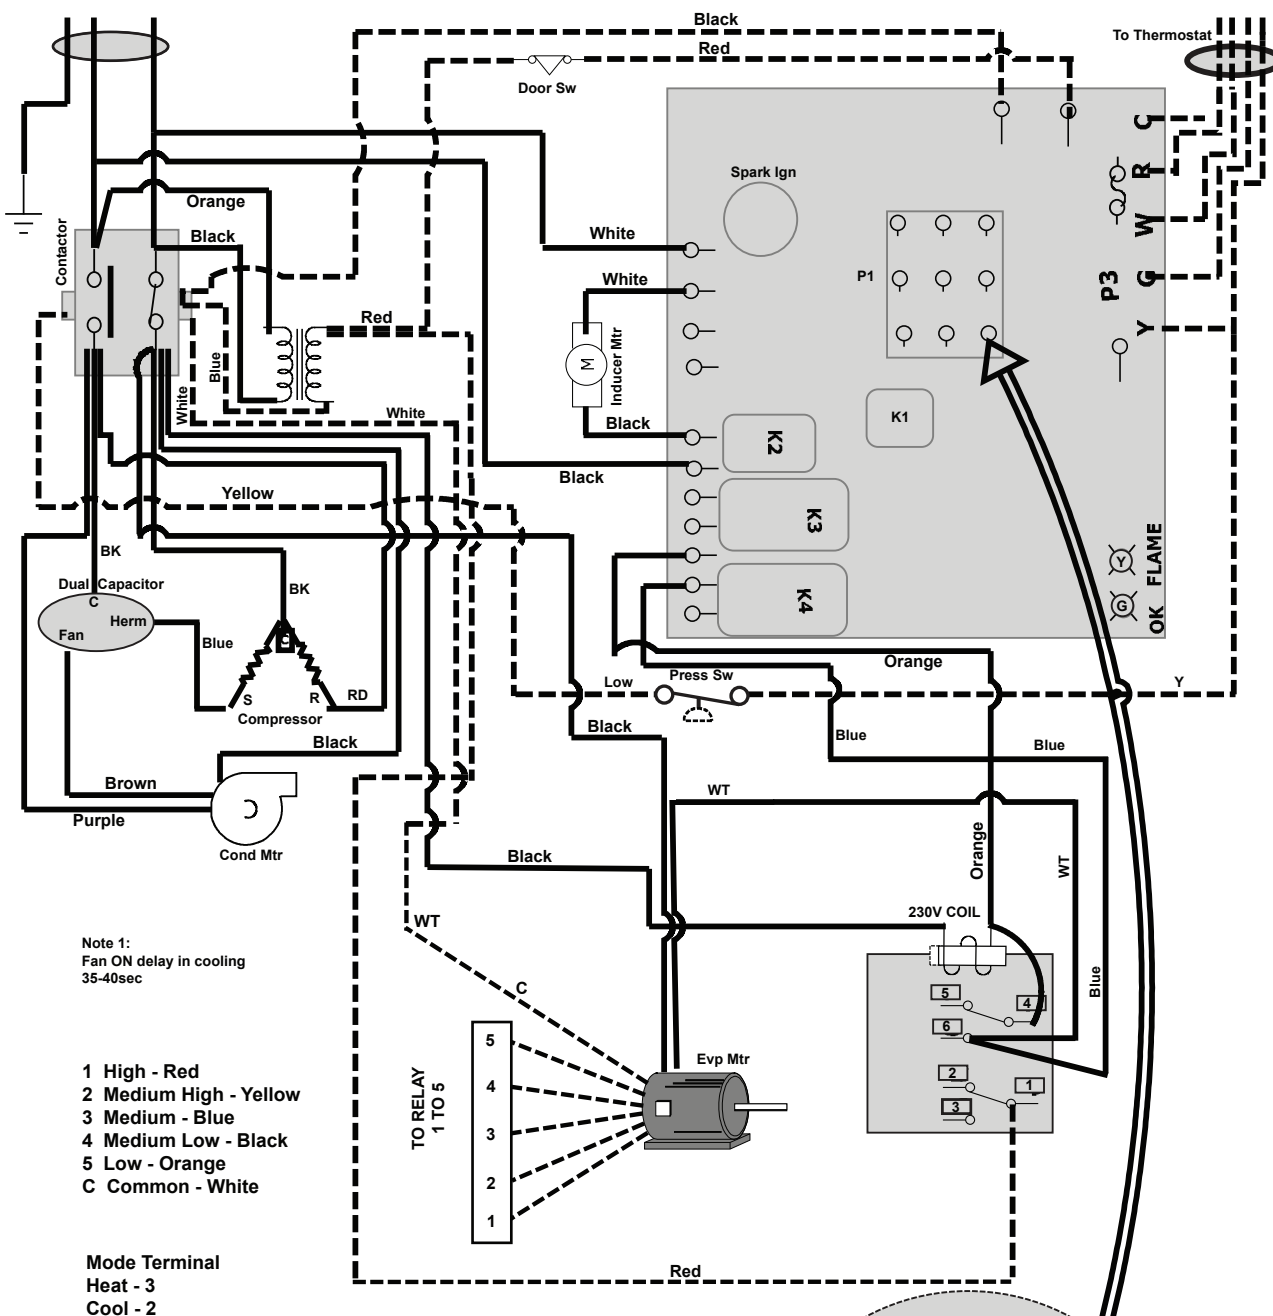 Black
Red
To Thermostat
Door Sw
C
R
W
G
Y
P3
Spark Ign
P1
Orange
Contactor
Black
White
White
Red
Inducer Mtr
M
Blue
White
White
Black
K2
K1
Black
K3
Yellow
BK
Dual Capacitor
C
Herm
Fan
BK
Blue
C
S
R
RD
Compressor
K4
FLAME
Y
G
OK
Orange
Press Sw
Low
Y
Black
Black
Blue
Blue
Brown
Purple
Cond Mtr
WT
Black
Orange
WT
230V COIL
WT
Blue
Note 1:
Fan ON delay in cooling
35-40sec
C
5
4
6
2
1
3
Evp Mtr
TO RELAY
1 TO 5
5
4
3
2
1
1 High - Red
2 Medium High - Yellow
3 Medium - Blue
4 Medium Low - Black
5 Low - Orange
C Common - White
Red
Mode Terminal
Heat - 3
Cool - 2